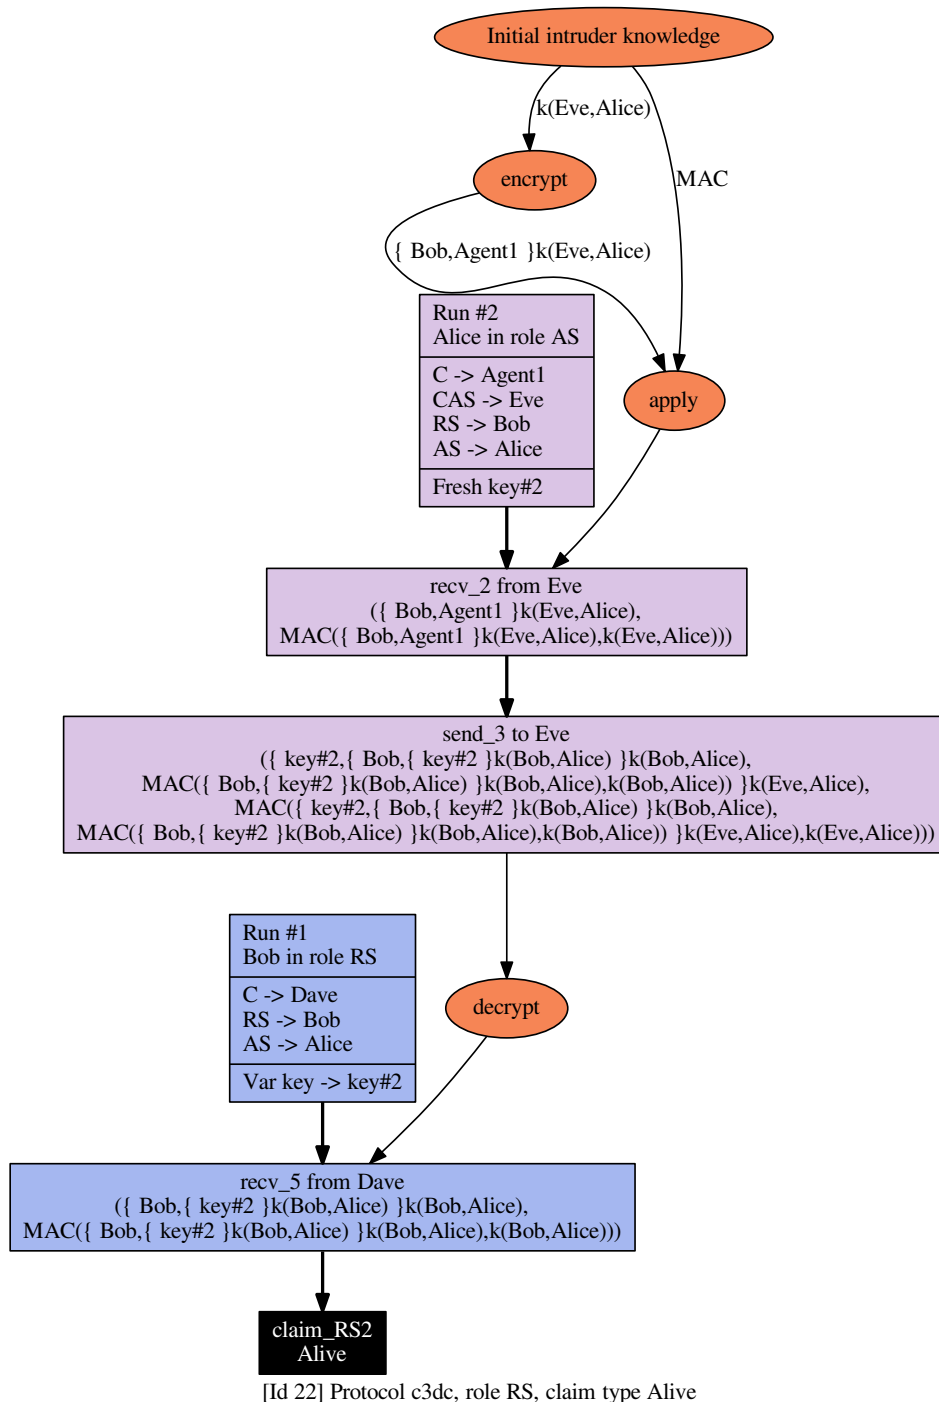 Initial intruder knowledge
k(Eve,Alice)
encrypt
MAC
{ Bob,Agent1 }k(Eve,Alice)
Run #2
Alice in role AS
C -> Agent1
CAS -> Eve
RS -> Bob
AS -> Alice
Fresh key#2
apply
recv_2 from Eve
({ Bob,Agent1 }k(Eve,Alice),
MAC({ Bob,Agent1 }k(Eve,Alice),k(Eve,Alice)))
send_3 to Eve
({ key#2,{ Bob,{ key#2 }k(Bob,Alice) }k(Bob,Alice),
MAC({ Bob,{ key#2 }k(Bob,Alice) }k(Bob,Alice),k(Bob,Alice)) }k(Eve,Alice),
MAC({ key#2,{ Bob,{ key#2 }k(Bob,Alice) }k(Bob,Alice),
MAC({ Bob,{ key#2 }k(Bob,Alice) }k(Bob,Alice),k(Bob,Alice)) }k(Eve,Alice),k(Eve,Alice)))
Run #1
Bob in role RS
C -> Dave
RS -> Bob
AS -> Alice
Var key -> key#2
decrypt
recv_5 from Dave
({ Bob,{ key#2 }k(Bob,Alice) }k(Bob,Alice),
MAC({ Bob,{ key#2 }k(Bob,Alice) }k(Bob,Alice),k(Bob,Alice)))
claim_RS2
Alive
[Id 22] Protocol c3dc, role RS, claim type Alive